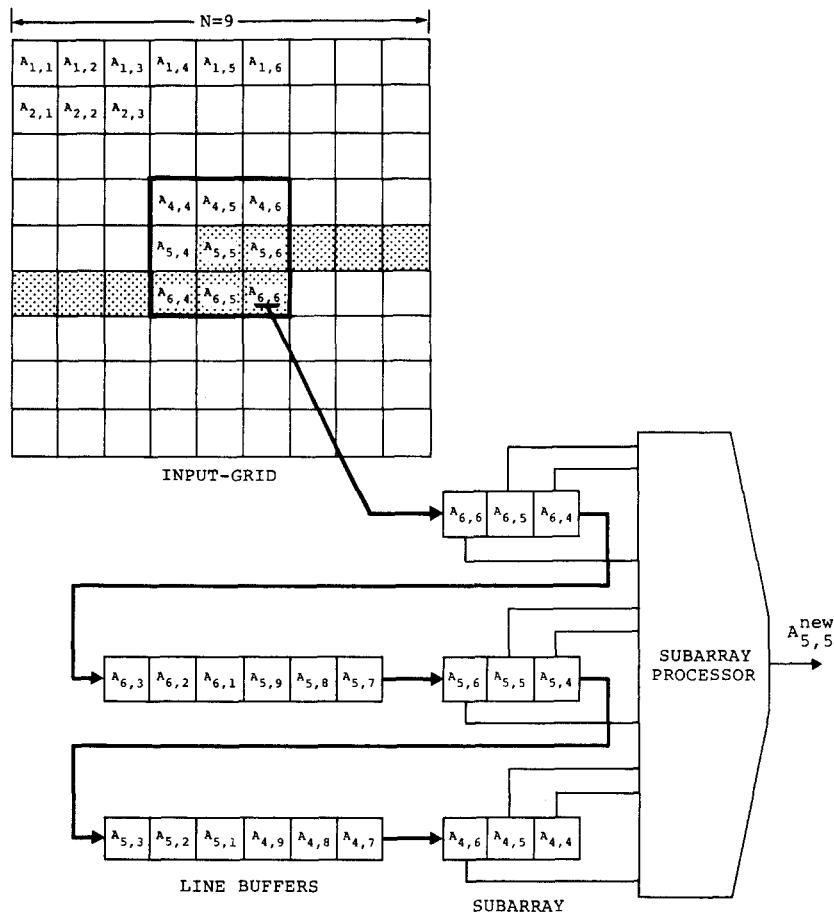 N=9
A1,1 A1,2 A1,3 A1,4 A1,5 A1,6
A2,1 A2,2 A2,3
A4,4 A4,5 A4,6
A5,4 A5,5 A5,6
A6,4 A6,5 A6,6
INPUT-GRID
A6,6 A6,5 A6,4
A6,3 A6,2 A6,1 A5,9 A5,8 A5,7
A5,6 A5,5 A5,4
A5,3 A5,2 A5,1 A4,9 A4,8 A4,7
A4,6 A4,5 A4,4
LINE BUFFERS
SUBARRAY
SUBARRAY
PROCESSOR
A5,5 new